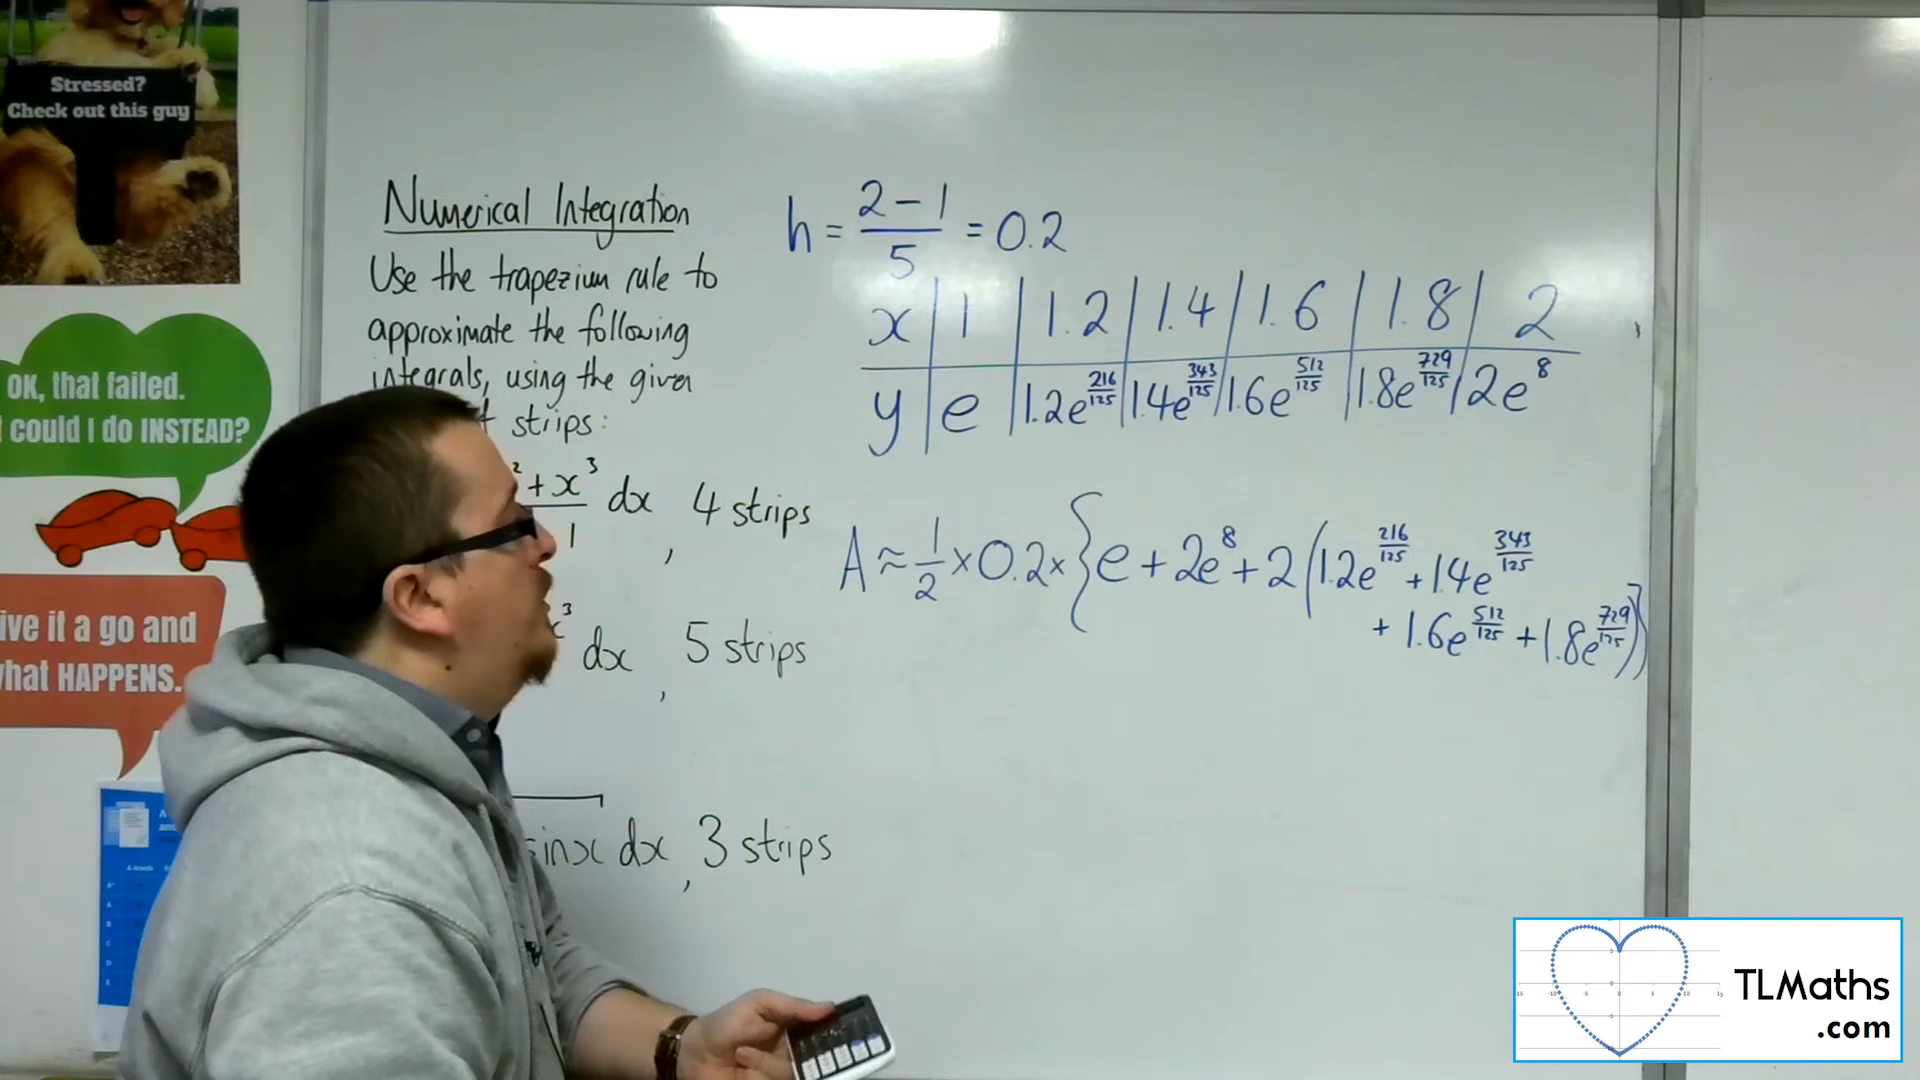 Stressed?
Check out this guy
OK, that failed.
could I do INSTEAD?
ive it a go and
what HAPPENS.
Numerical Integration
Use the trapezium rule to
approximate the following
integrals, using the given
strips:
² + x³
1
dx, 4 strips
³ dx, 5 strips
sinx dx, 3 strips
h = (2 - 1)/5 = 0.2
x | 1 | 1.2 | 1.4 | 1.6 | 1.8 | 2
y | e | 1.2e^(216/125) | 1.4e^(343/125) | 1.6e^(512/125) | 1.8e^(729/125) | 2e^8
A ≈ 1/2 × 0.2 × { e + 2e^8 + 2(1.2e^(216/125) + 1.4e^(343/125)
+ 1.6e^(512/125) + 1.8e^(729/125))}
TLMaths
.com